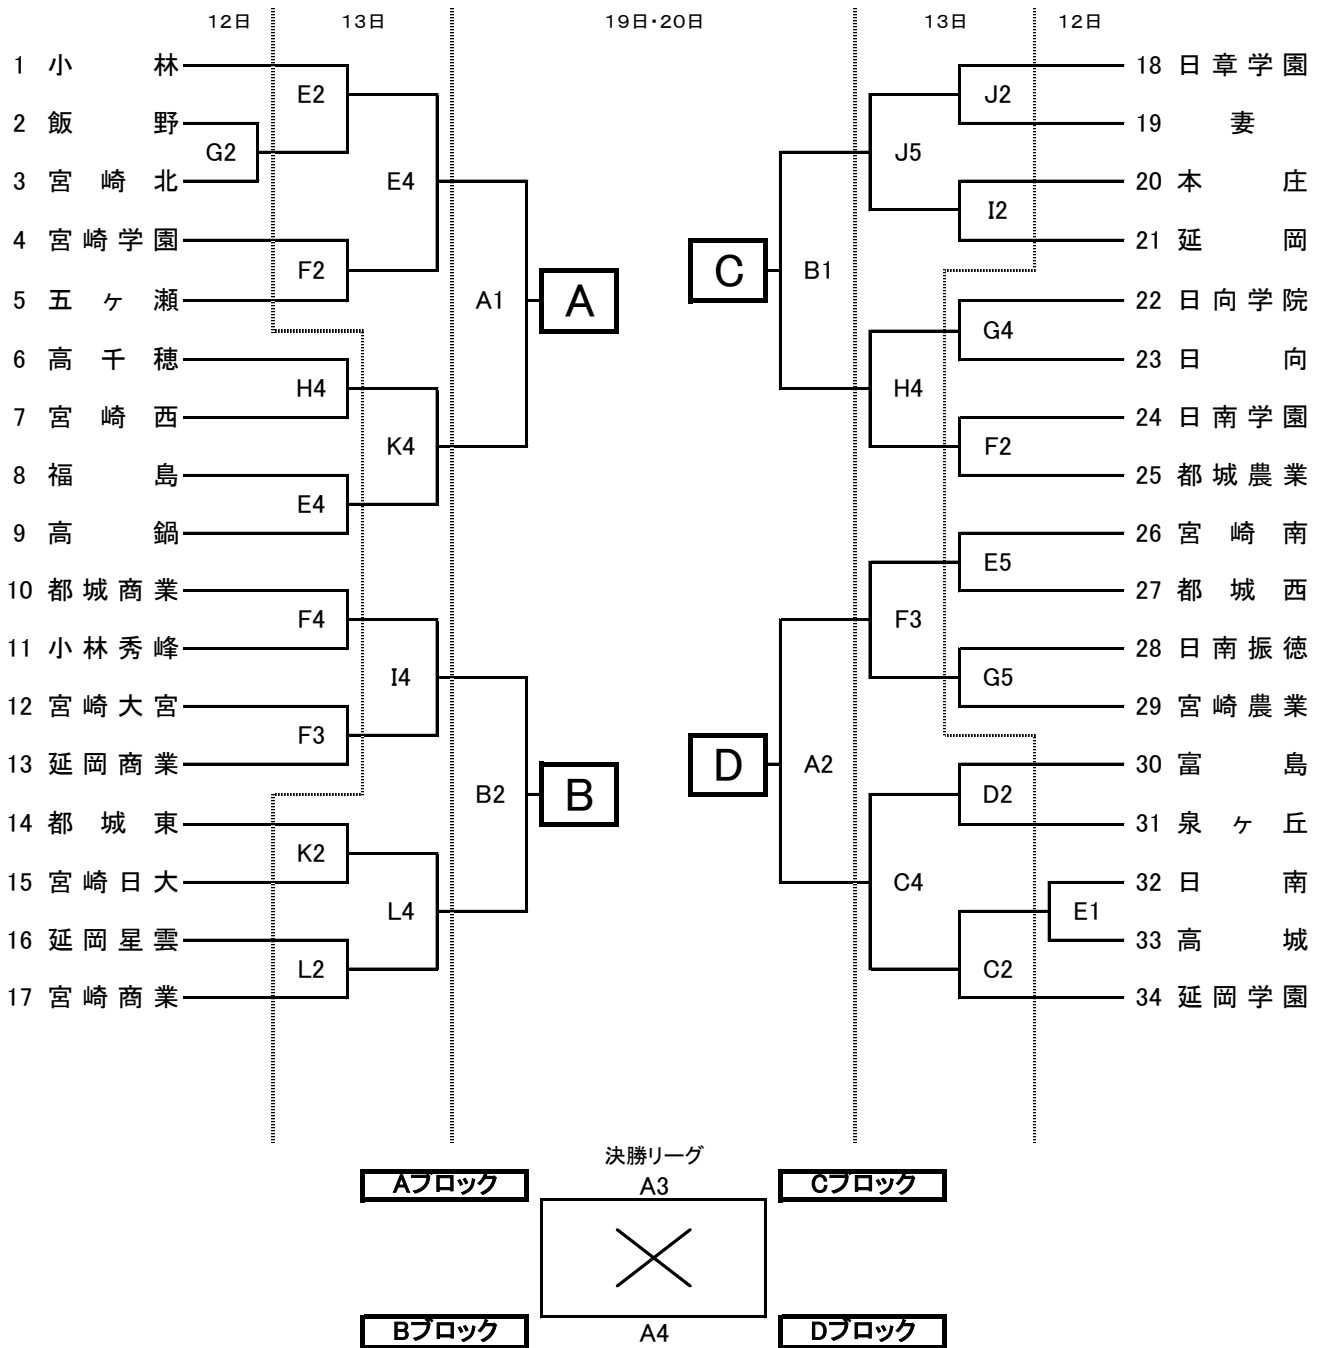 12日 13日 19日・20日 13日 12日
1 小林
2 飯野
3 宮崎北
4 宮崎学園
5 五ヶ瀬
6 高千穂
7 宮崎西
8 福島
9 高鍋
10 都城商業
11 小林秀峰
12 宮崎大宮
13 延岡商業
14 都城東
15 宮崎日大
16 延岡星雲
17 宮崎商業
G2
E2
F2
H4
E4
F4
F3
K2
L2
E4
K4
I4
L4
A1
B2
A
B
C
D
B1
A2
J5
H4
F3
C4
J2
I2
G4
F2
E5
G5
D2
C2
E1
18 日章学園
19 妻
20 本庄
21 延岡
22 日向学院
23 日向
24 日南学園
25 都城農業
26 宮崎南
27 都城西
28 日南振徳
29 宮崎農業
30 富島
31 泉ヶ丘
32 日南
33 高城
34 延岡学園
決勝リーグ
Aブロック A3 Cブロック
Bブロック A4 Dブロック